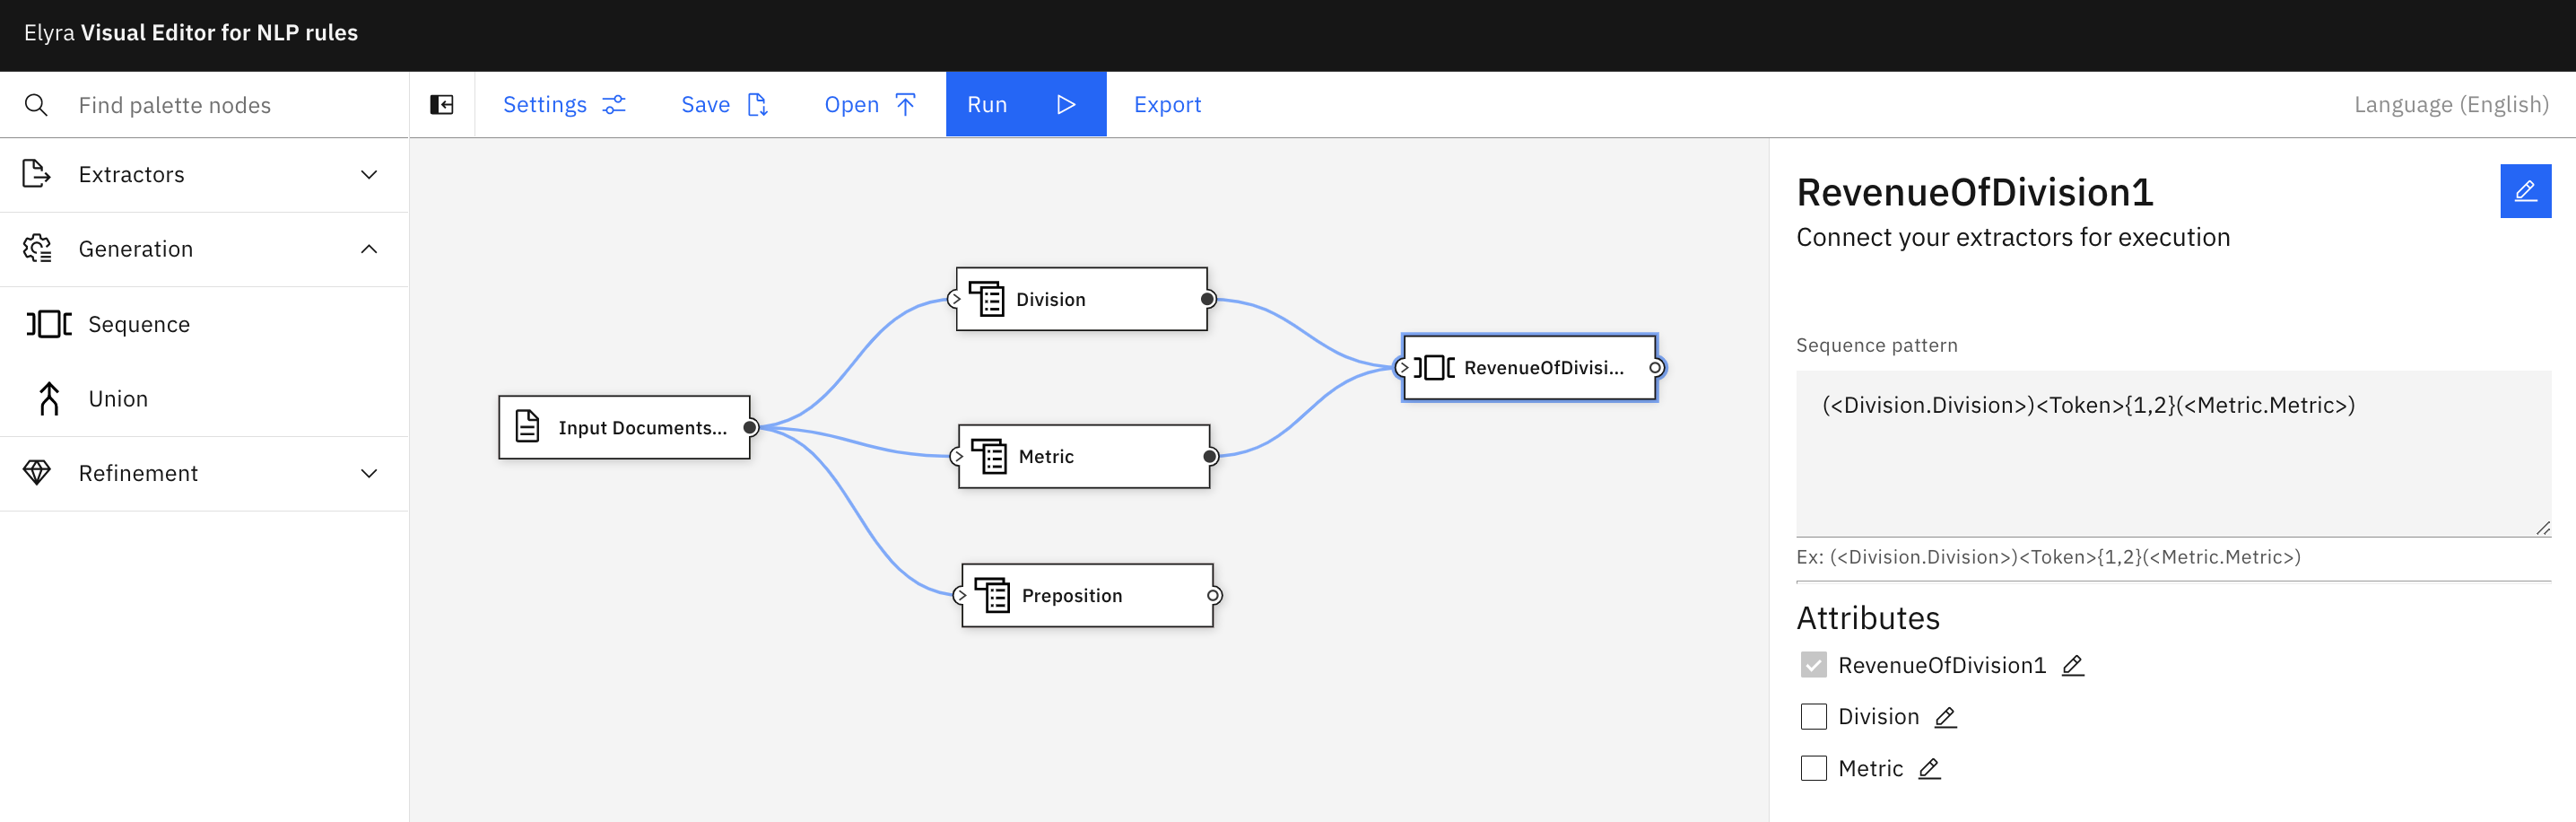 Elyra Visual Editor for NLP rules
Find palette nodes
Settings
Save
Open
Run
Export
Language (English)
Extractors
Generation
Sequence
Union
Refinement
Input Documents...
Division
Metric
Preposition
RevenueOfDivisi...
RevenueOfDivision1
Connect your extractors for execution
Sequence pattern
(<Division.Division>)<Token>{1,2}(<Metric.Metric>)
Ex: (<Division.Division>)<Token>{1,2}(<Metric.Metric>)
Attributes
RevenueOfDivision1
Division
Metric